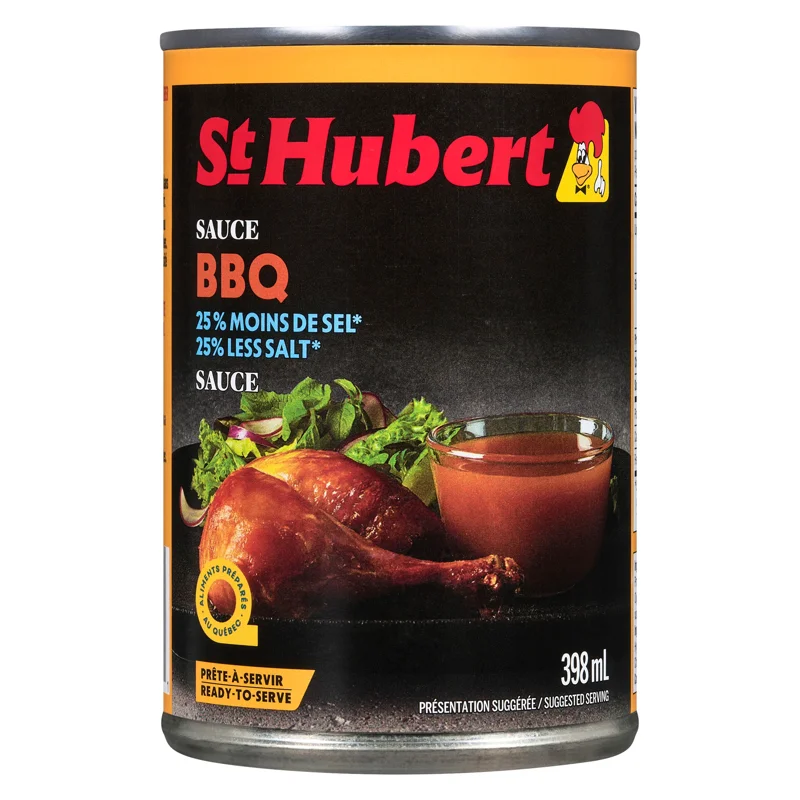 St Hubert
SAUCE
BBQ
25 % MOINS DE SEL*
25% LESS SALT*
SAUCE
ALIMENTS PRÉPARÉS
AU QUÉBEC
PRÊTE-À-SERVIR
READY-TO-SERVE
398 mL
PRÉSENTATION SUGGÉRÉE / SUGGESTED SERVING